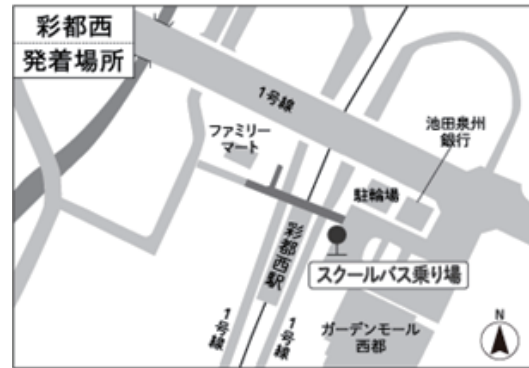 彩都西
発着場所
1号線
ファミリー
マート
池田泉州
銀行
駐輪場
彩都西駅
スクールバス乗り場
1号線
1号線
ガーデンモール
西都
N